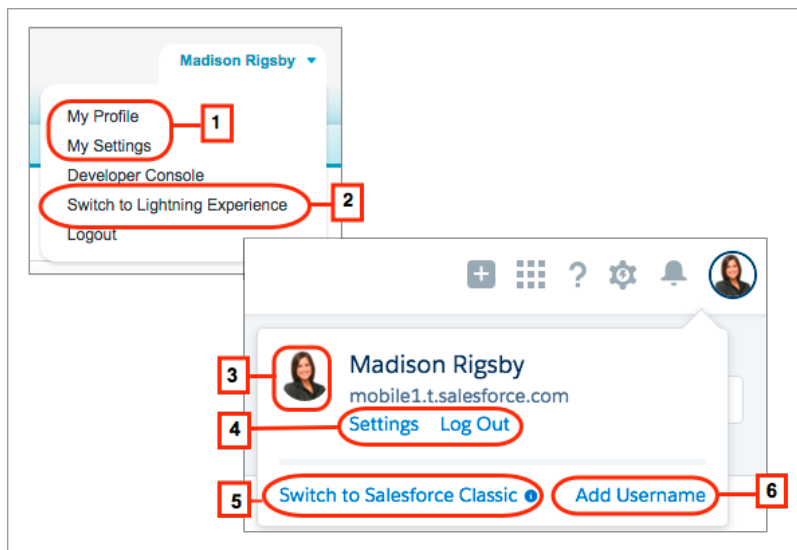 Madison Rigsby
My Profile
1
My Settings
Developer Console
Switch to Lightning Experience
2
Logout
?
3
Madison Rigsby
mobile1.t.salesforce.com
4
Settings Log Out
5
Switch to Salesforce Classic
Add Username
6